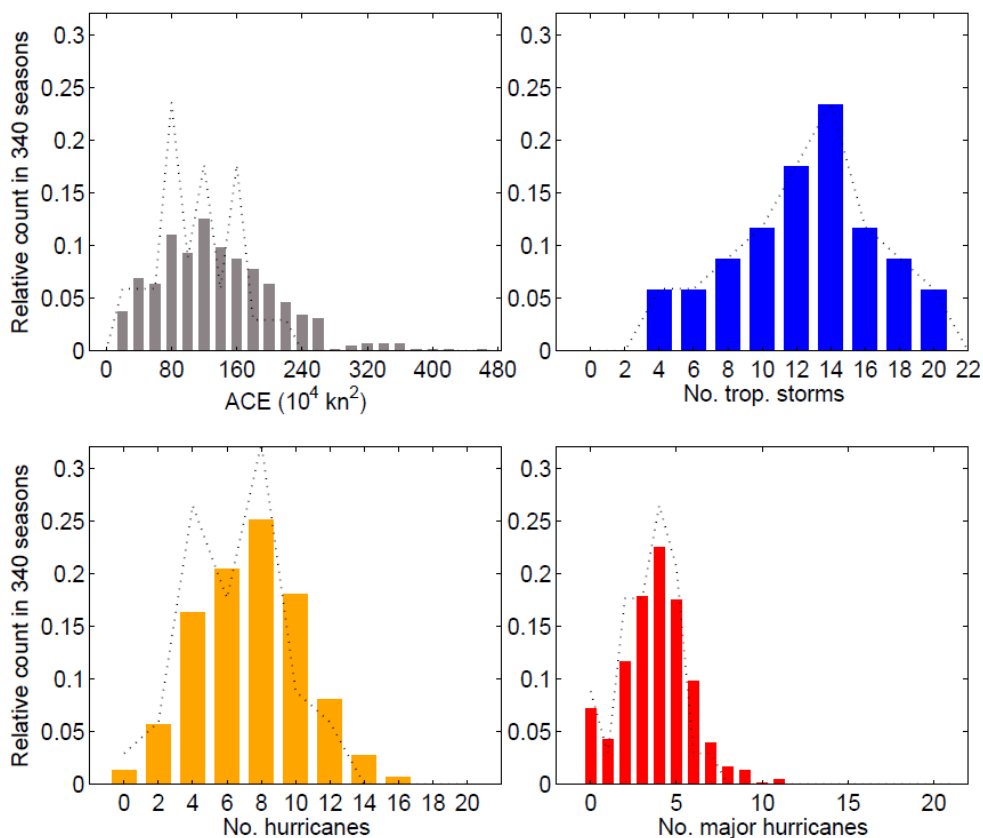 Relative count in 340 seasons
0.3
0.25
0.2
0.15
0.1
0.05
0
0 80 160 240 320 400 480
ACE (10⁴ kn²)
0.3
0.25
0.2
0.15
0.1
0.05
0
0 2 4 6 8 10 12 14 16 18 20 22
No. trop. storms
Relative count in 340 seasons
0.3
0.25
0.2
0.15
0.1
0.05
0
0 2 4 6 8 10 12 14 16 18 20
No. hurricanes
0.3
0.25
0.2
0.15
0.1
0.05
0
0 5 10 15 20
No. major hurricanes